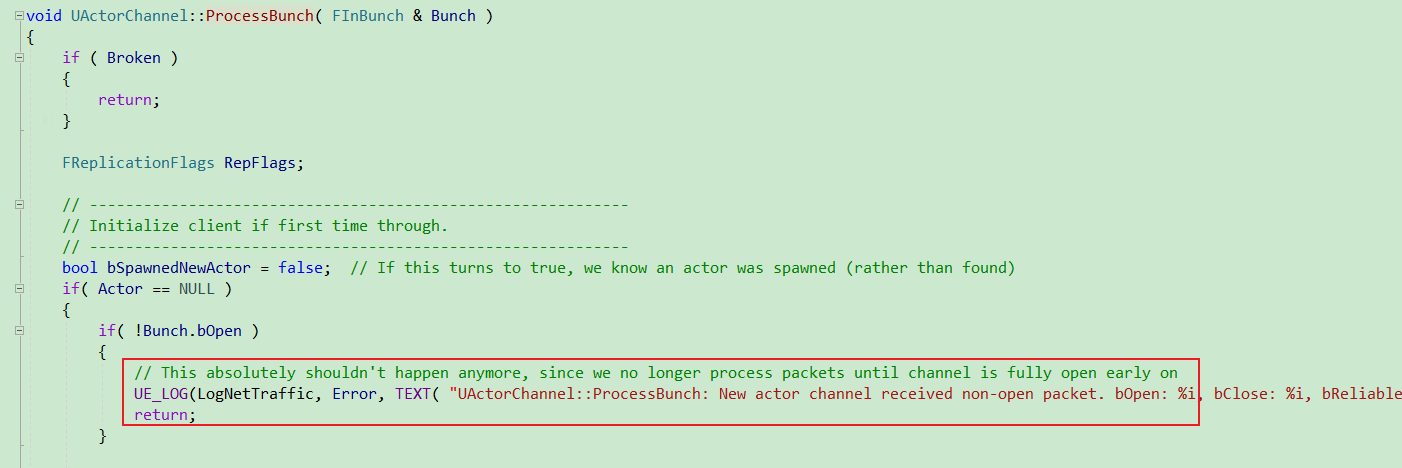 void UActorChannel::ProcessBunch( FInBunch & Bunch )
{
if ( Broken )
{
return;
}
FReplicationFlags RepFlags;
// ------------------------------------------------------------
// Initialize client if first time through.
// ------------------------------------------------------------
bool bSpawnedNewActor = false;  // If this turns to true, we know an actor was spawned (rather than found)
if( Actor == NULL )
{
if( !Bunch.bOpen )
{
// This absolutely shouldn't happen anymore, since we no longer process packets until channel is fully open early on
UE_LOG(LogNetTraffic, Error, TEXT( "UActorChannel::ProcessBunch: New actor channel received non-open packet. bOpen: %i, bClose: %i, bReliable
return;
}